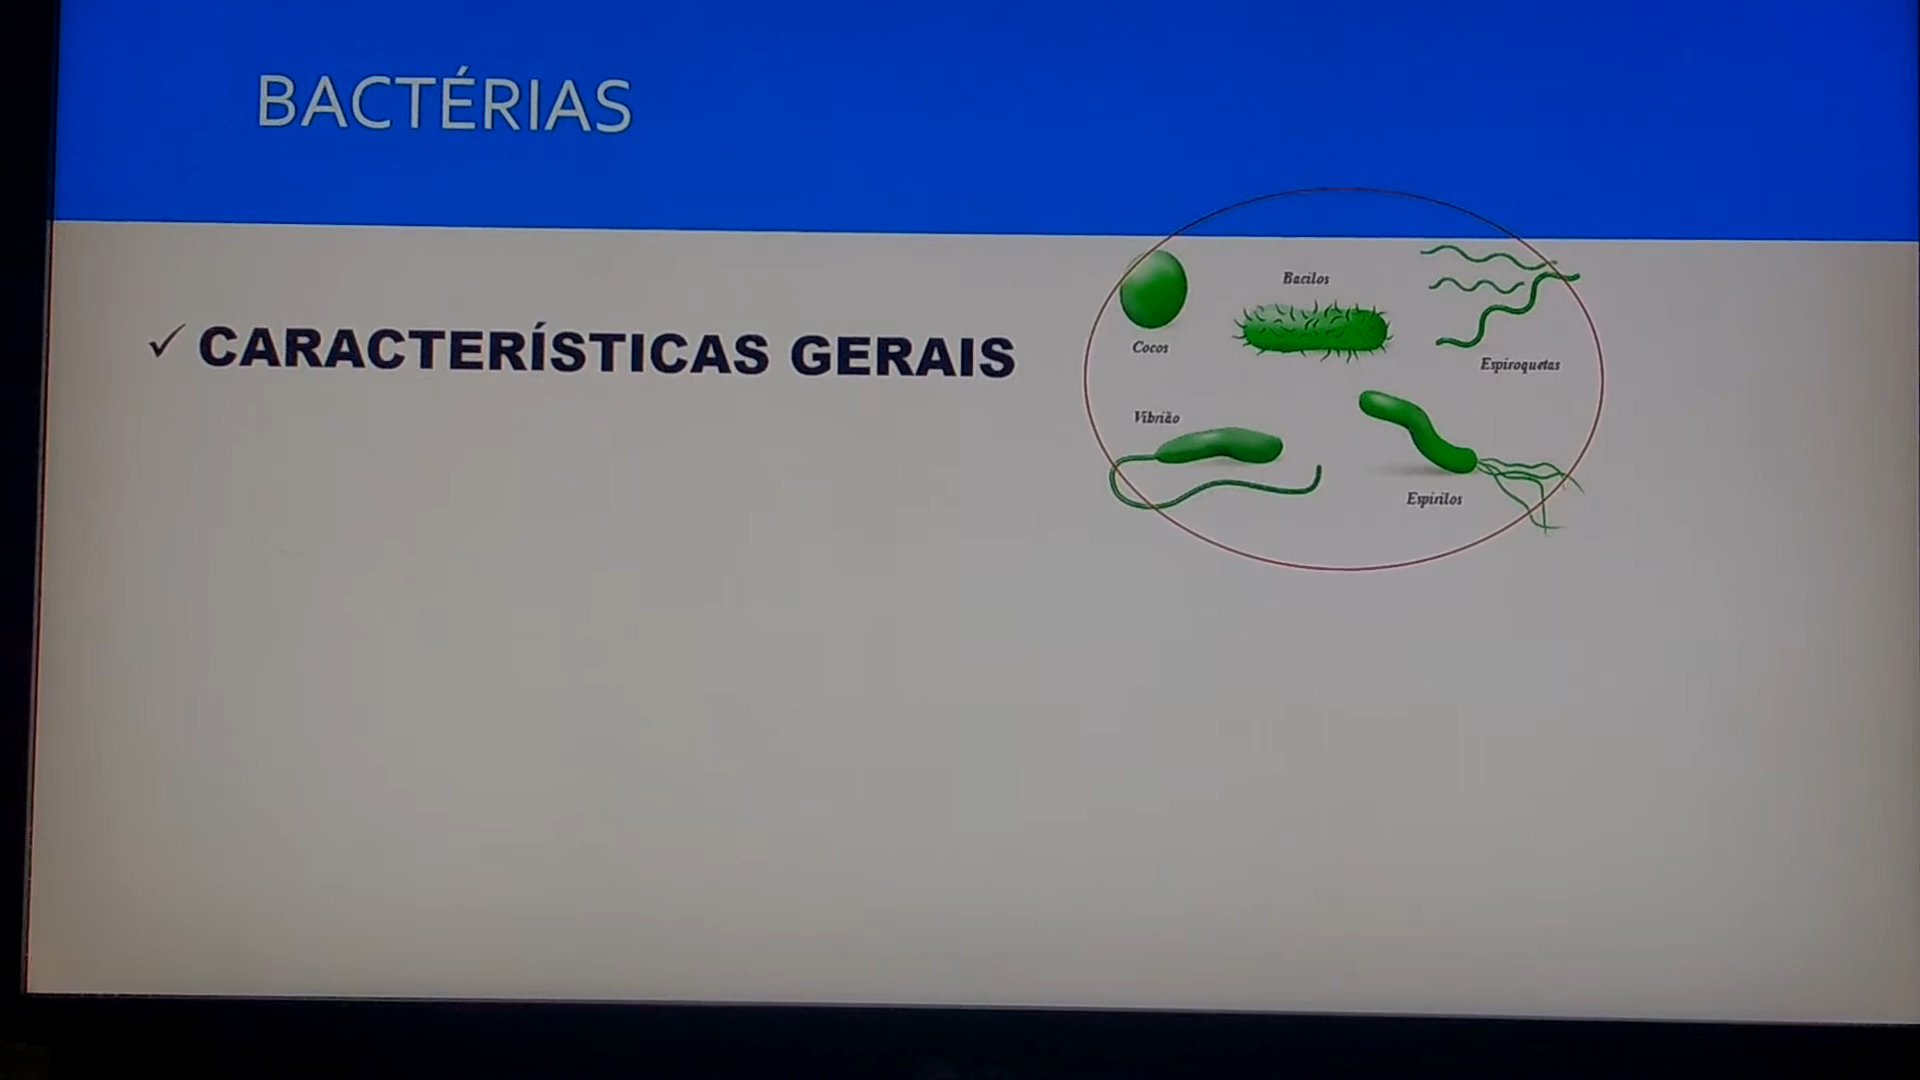 BACTÉRIAS
✓ CARACTERÍSTICAS GERAIS
Cocos
Bacilos
Espiroquetas
Vibrião
Espirilos